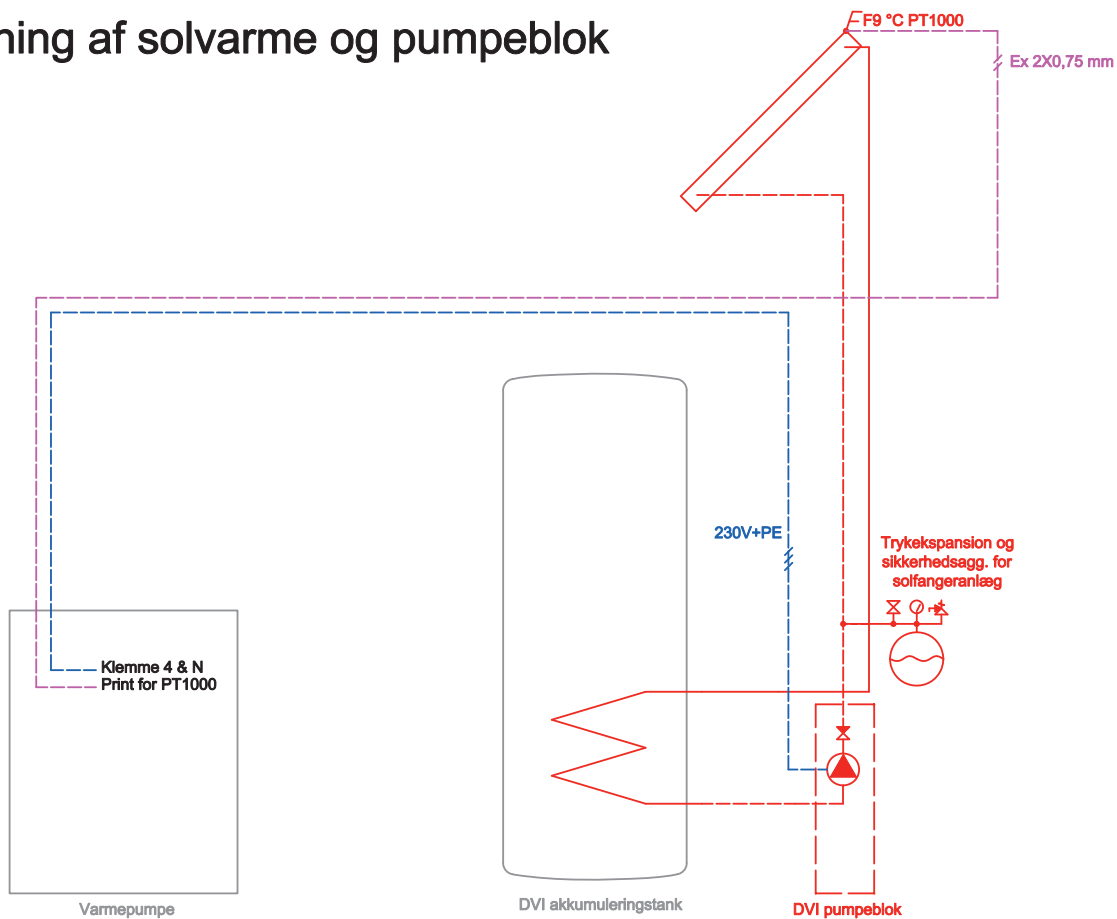 ning af solvarme og pumpeblok
F9 °C PT1000
Ex 2X0,75 mm
230V+PE
Trykekspansion og
sikkerhedsagg. for
solfangeranlæg
Klemme 4 & N
Print for PT1000
Varmepumpe
DVI akkumuleringstank
DVI pumpeblok